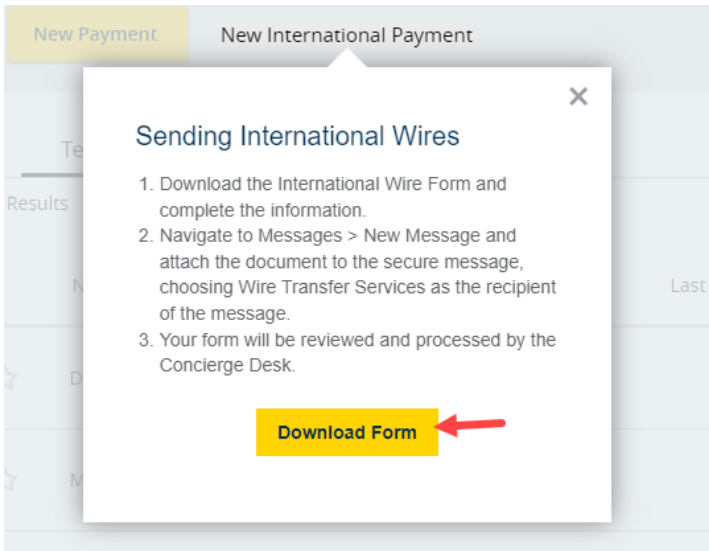 New Payment
New International Payment
Sending International Wires
Te
Results
1. Download the International Wire Form and
complete the information.
2. Navigate to Messages > New Message and
attach the document to the secure message,
choosing Wire Transfer Services as the recipient
of the message.
3. Your form will be reviewed and processed by the
Concierge Desk.
N
Last
D
Download Form
M